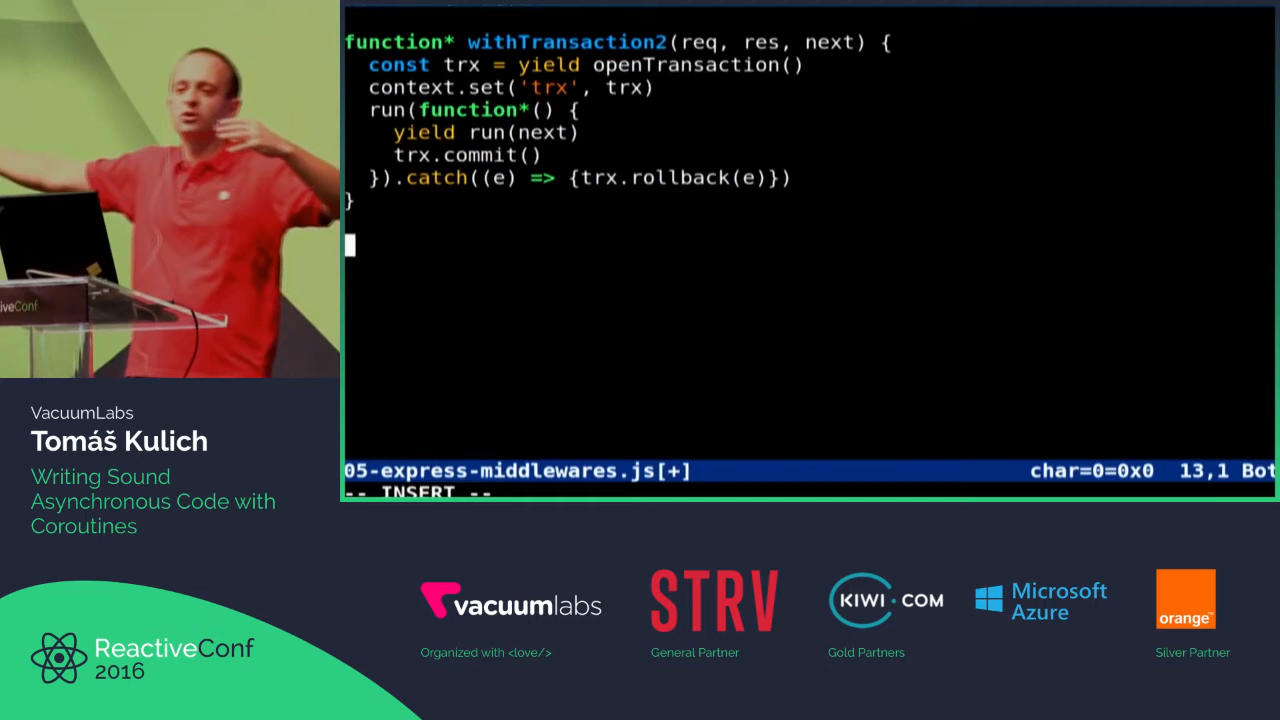 function* withTransaction2(req, res, next) {
const trx = yield openTransaction()
context.set('trx', trx)
run(function*() {
yield run(next)
trx.commit()
}).catch((e) => {trx.rollback(e)})
}
05-express-middlewares.js[+] char=0=0x0 13,1 Bot
-- INSERT --
iveConf
VacuumLabs
Tomáš Kulich
Writing Sound
Asynchronous Code with
Coroutines
ReactiveConf
2016
vacuumlabs
Organized with <love/>
STRV
General Partner
KIWI.COM
Gold Partners
Microsoft
Azure
orange™
Silver Partner